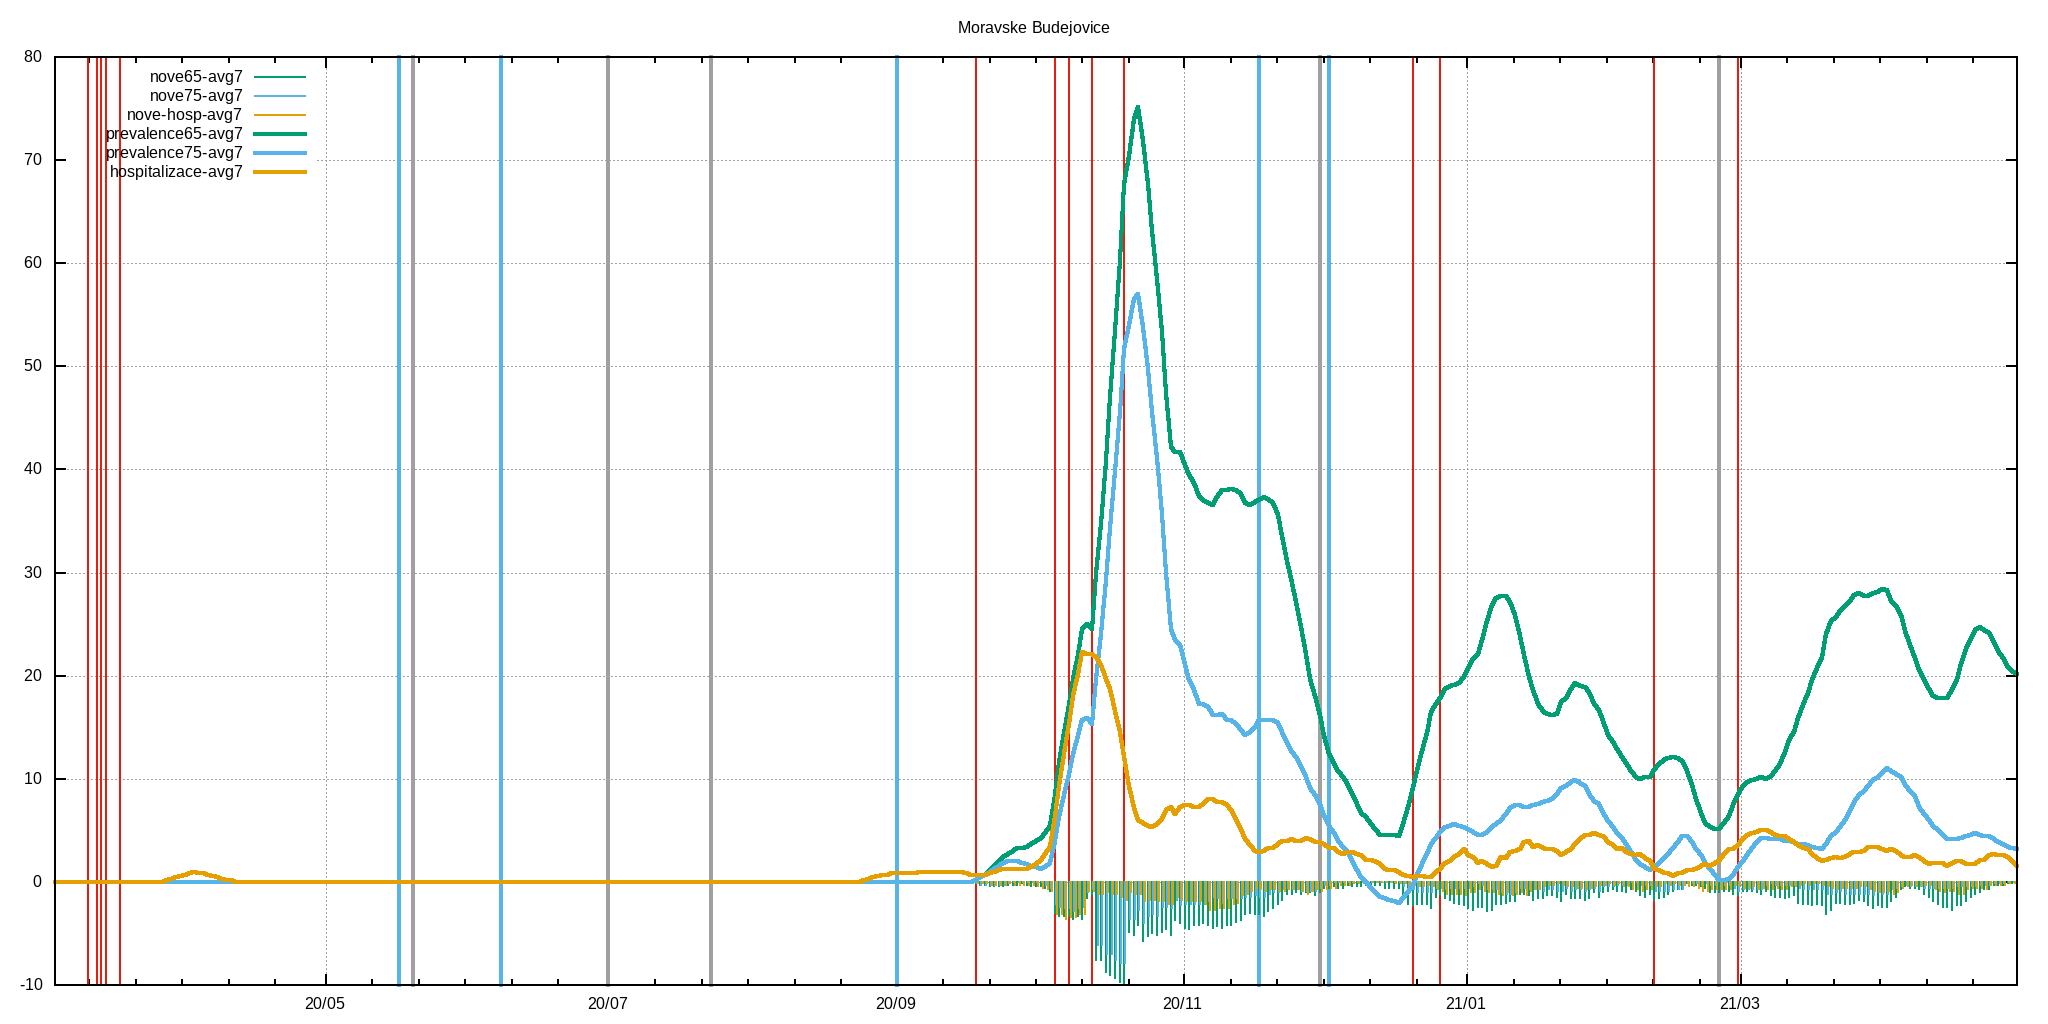 Moravske Budejovice
80
70
60
50
40
30
20
10
0
-10
nove65-avg7
nove75-avg7
nove-hosp-avg7
prevalence65-avg7
prevalence75-avg7
hospitalizace-avg7
20/05 20/07 20/09 20/11 21/01 21/03